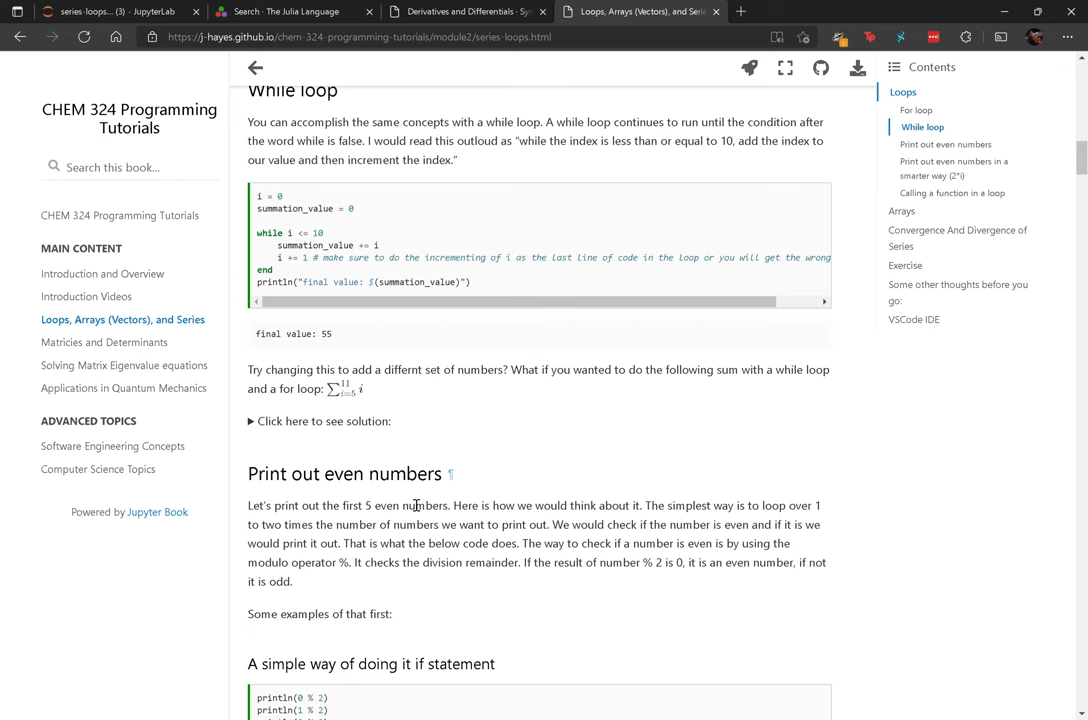 series-loops... (3) - JupyterLab
Search · The Julia Language
Derivatives and Differentials - Sy
Loops, Arrays (Vectors), and Serie
https://j-hayes.github.io/chem-324-programming-tutorials/module2/series-loops.html
CHEM 324 Programming
Tutorials
Search this book...
CHEM 324 Programming Tutorials
MAIN CONTENT
Introduction and Overview
Introduction Videos
Loops, Arrays (Vectors), and Series
Matricies and Determinants
Solving Matrix Eigenvalue equations
Applications in Quantum Mechanics
ADVANCED TOPICS
Software Engineering Concepts
Computer Science Topics
Powered by Jupyter Book
While loop
You can accomplish the same concepts with a while loop. A while loop continues to run until the condition after
the word while is false. I would read this outloud as “while the index is less than or equal to 10, add the index to
our value and then increment the index.”
i = 0
summation_value = 0
while i <= 10
summation_value += i
i += 1 # make sure to do the incrementing of i as the last line of code in the loop or you will get the wrong
end
println("final value: $(summation_value)")
final value: 55
Try changing this to add a differnt set of numbers? What if you wanted to do the following sum with a while loop
and a for loop: ∑_{i=5}^{11} i
Click here to see solution:
Print out even numbers ¶
Let's print out the first 5 even numbers. Here is how we would think about it. The simplest way is to loop over 1
to two times the number of numbers we want to print out. We would check if the number is even and if it is we
would print it out. That is what the below code does. The way to check if a number is even is by using the
modulo operator %. It checks the division remainder. If the result of number % 2 is 0, it is an even number, if not
it is odd.
Some examples of that first:
A simple way of doing it if statement
println(0 % 2)
println(1 % 2)
Contents
Loops
For loop
While loop
Print out even numbers
Print out even numbers in a
smarter way (2*i)
Calling a function in a loop
Arrays
Convergence And Divergence of
Series
Exercise
Some other thoughts before you
go:
VSCode IDE